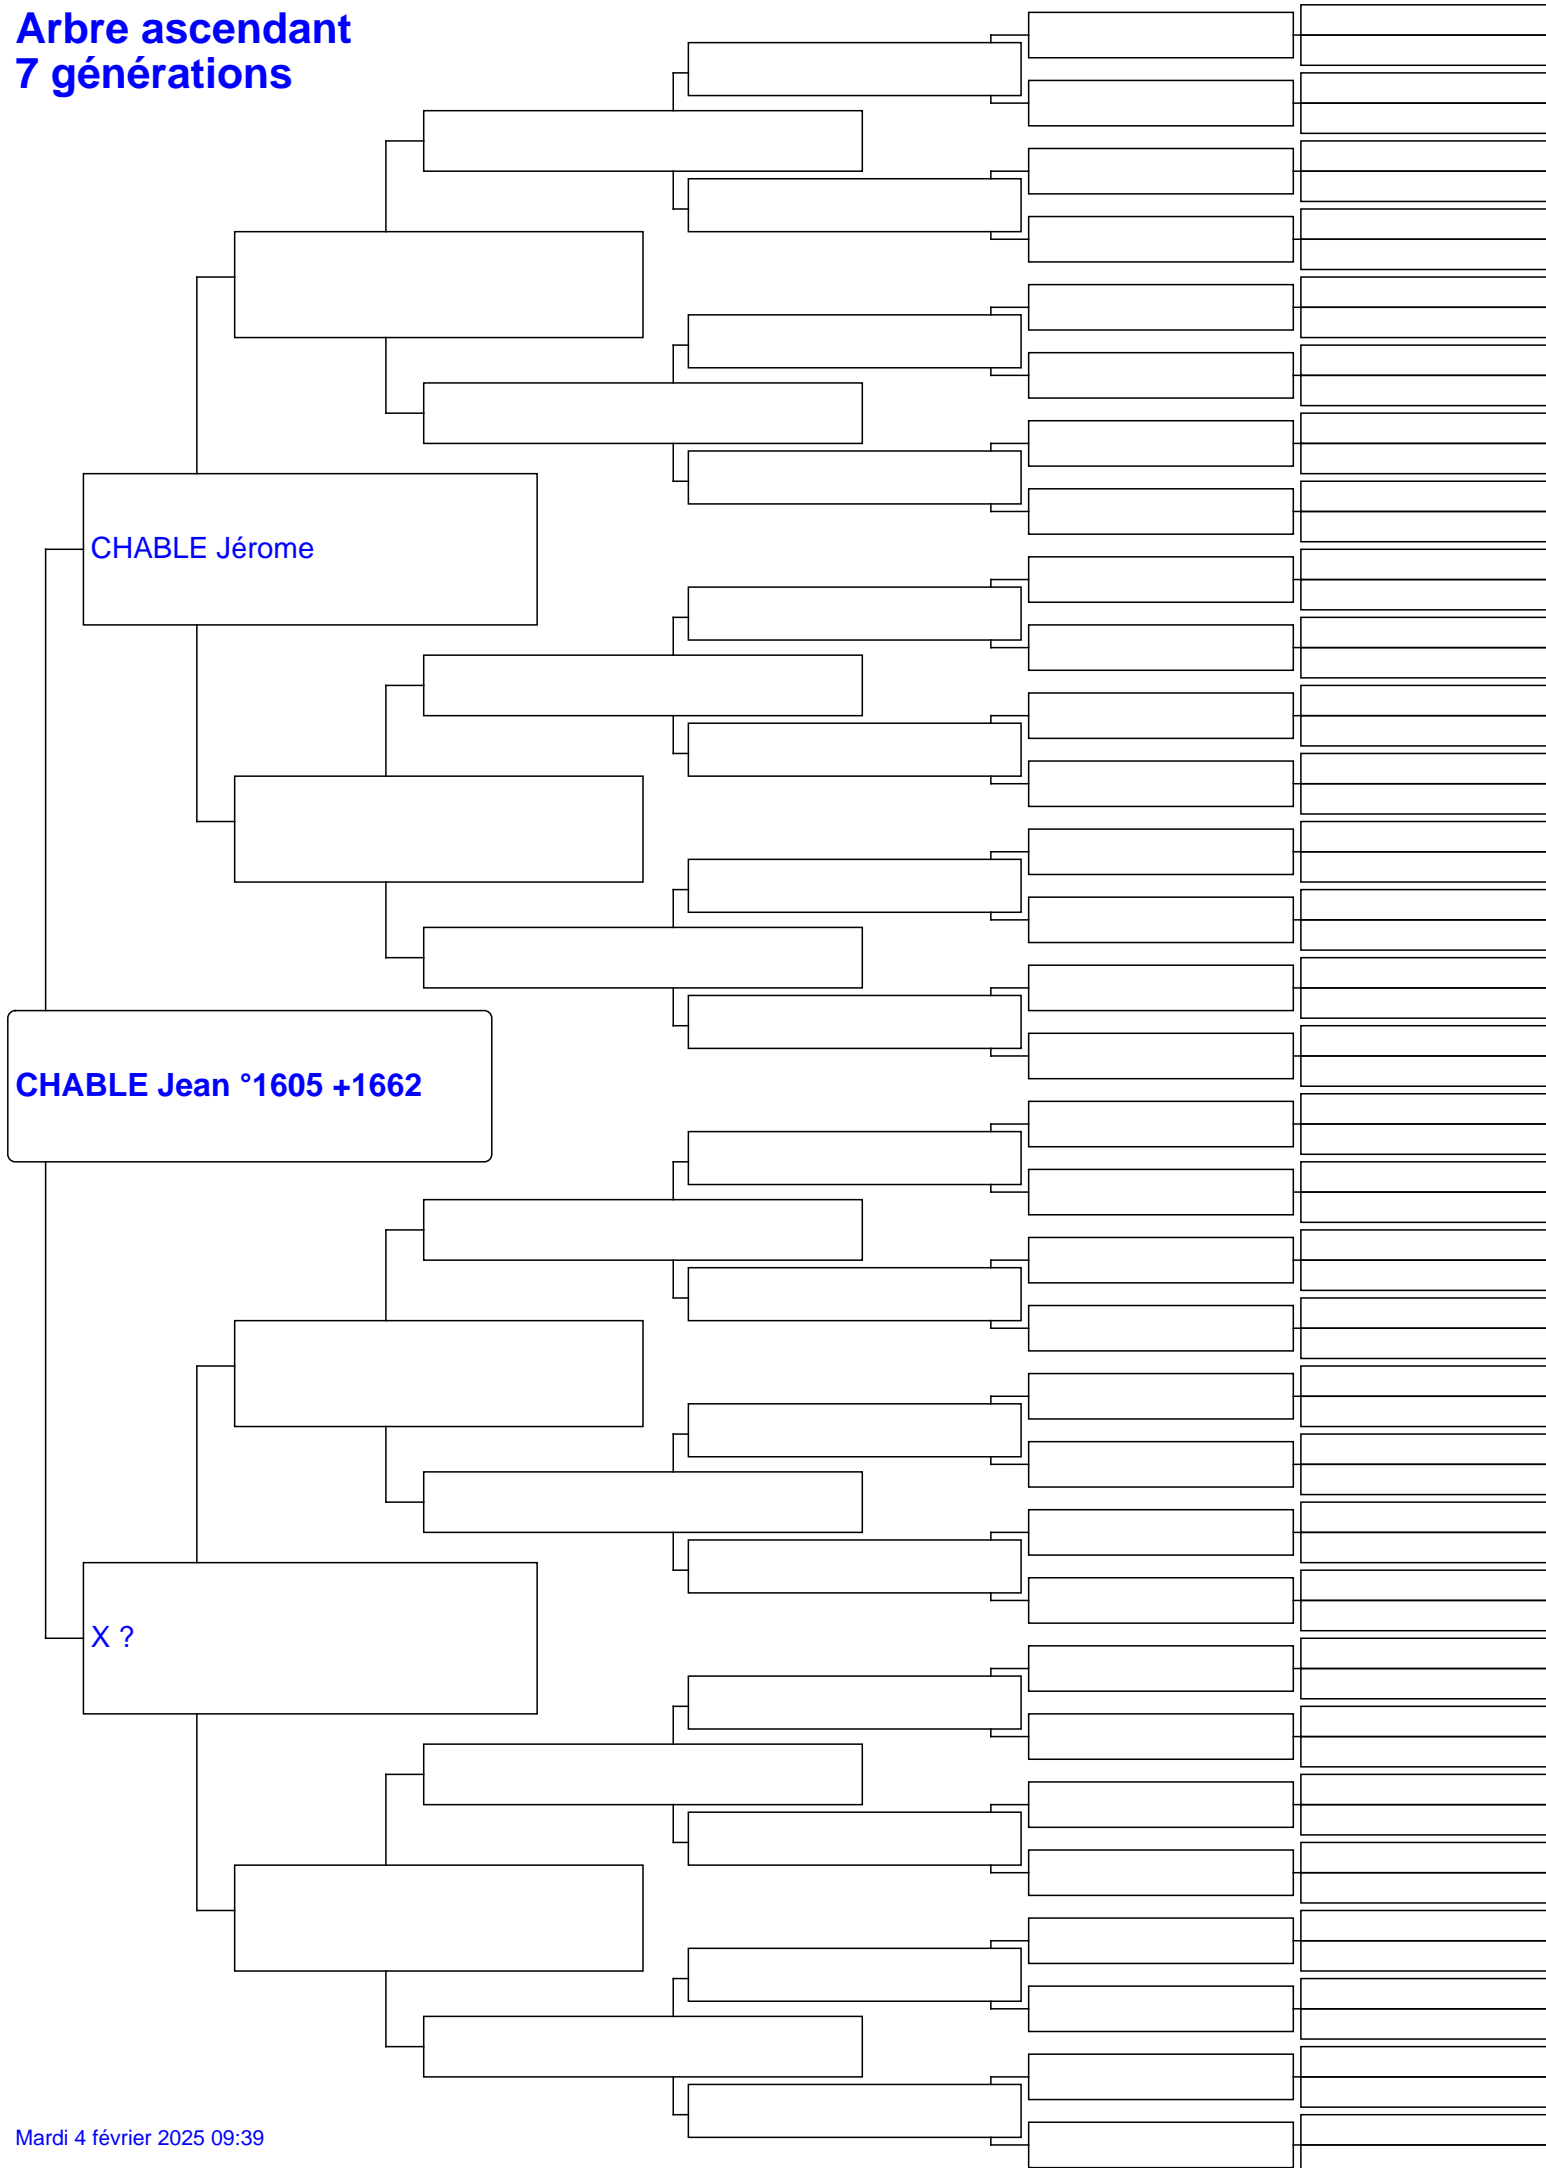 Arbre ascendant
7 générations
CHABLE Jérome
CHABLE Jean °1605 +1662
X ?
Mardi 4 février 2025 09:39